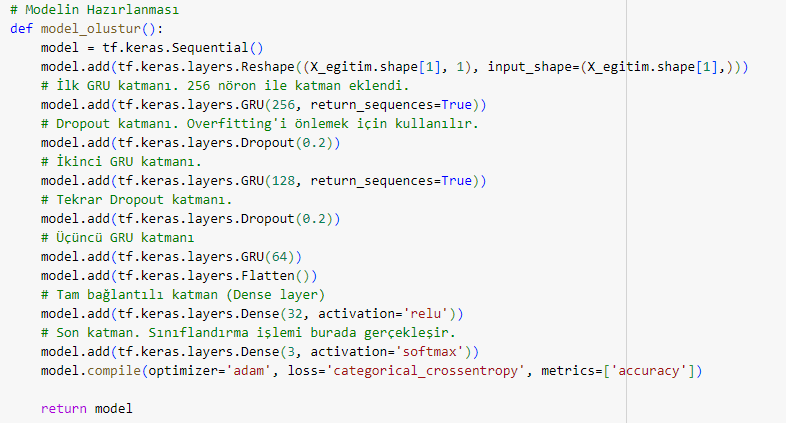 # Modelin Hazırlanması
def model_olustur():
    model = tf.keras.Sequential()
    model.add(tf.keras.layers.Reshape((X_egitim.shape[1], 1), input_shape=(X_egitim.shape[1],)))
    # İlk GRU katmanı. 256 nöron ile katman eklendi.
    model.add(tf.keras.layers.GRU(256, return_sequences=True))
    # Dropout katmanı. Overfitting'i önlemek için kullanılır.
    model.add(tf.keras.layers.Dropout(0.2))
    # İkinci GRU katmanı.
    model.add(tf.keras.layers.GRU(128, return_sequences=True))
    # Tekrar Dropout katmanı.
    model.add(tf.keras.layers.Dropout(0.2))
    # Üçüncü GRU katmanı
    model.add(tf.keras.layers.GRU(64))
    model.add(tf.keras.layers.Flatten())
    # Tam bağlantılı katman (Dense layer)
    model.add(tf.keras.layers.Dense(32, activation='relu'))
    # Son katman. Sınıflandırma işlemi burada gerçekleşir.
    model.add(tf.keras.layers.Dense(3, activation='softmax'))
    model.compile(optimizer='adam', loss='categorical_crossentropy', metrics=['accuracy'])
    return model